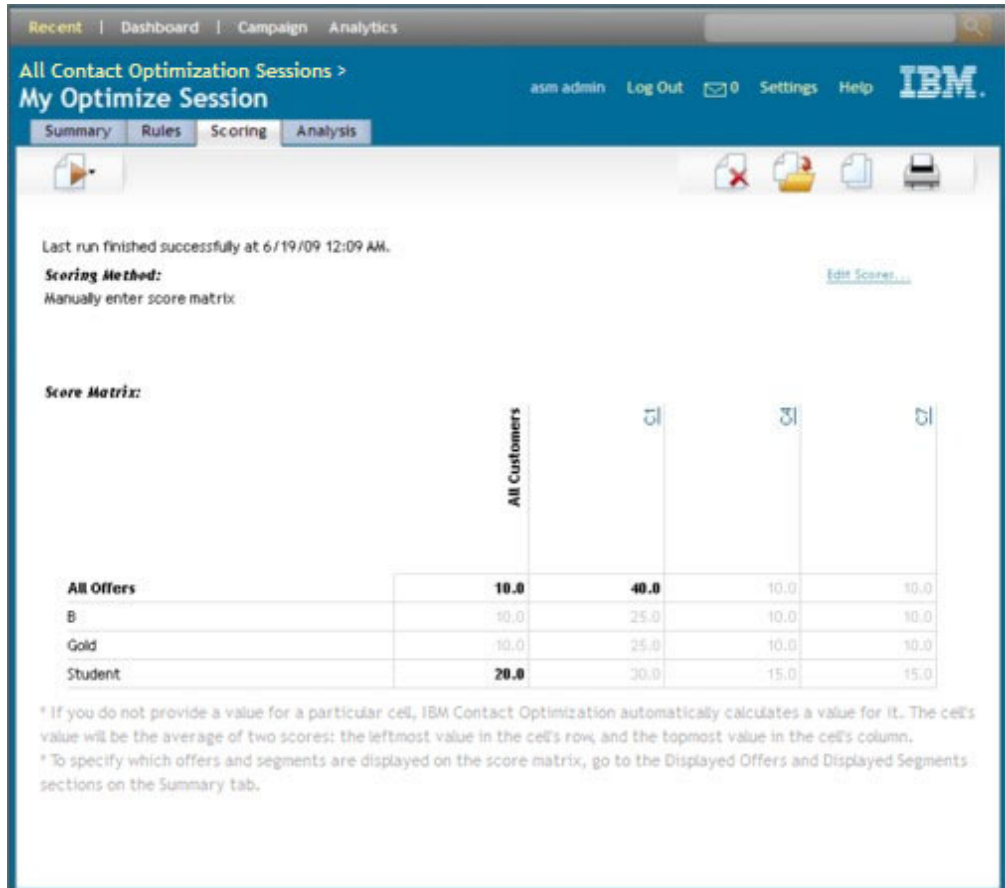 Recent | Dashboard | Campaign Analytics
All Contact Optimization Sessions >
My Optimize Session
asm admin Log Out 0 Settings Help IBM.
Summary Rules Scoring Analysis
Last run finished successfully at 6/19/09 12:09 AM.
Scoring Method:
Edit Scores...
Manually enter score matrix
Score Matrix:
All Customers C1 C4 C7
All Offers 10.0 40.0 10.0 10.0
B 10.0 25.0 10.0 10.0
Gold 10.0 25.0 10.0 10.0
Student 20.0 30.0 15.0 15.0
* If you do not provide a value for a particular cell, IBM Contact Optimization automatically calculates a value for it. The cell's
value will be the average of two scores: the leftmost value in the cell's row, and the topmost value in the cell's column.
* To specify which offers and segments are displayed on the score matrix, go to the Displayed Offers and Displayed Segments
sections on the Summary tab.